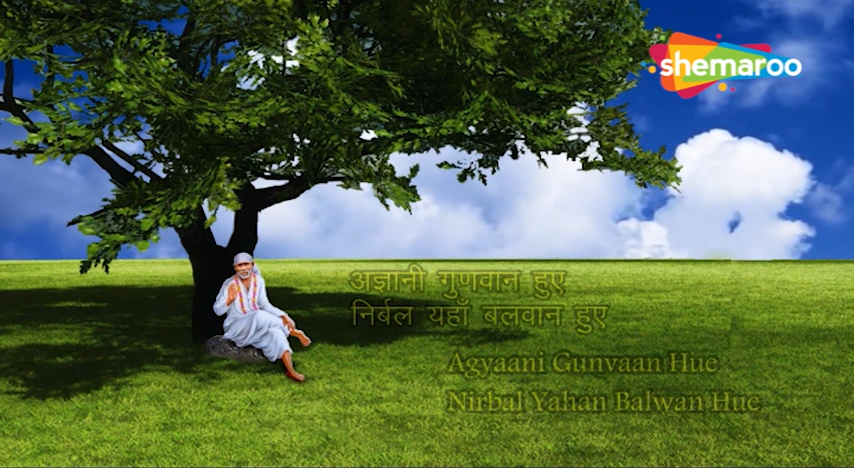 shemaroo
अज्ञानी गुणवान हुए
निर्बल यहाँ बलवान हुए
Agyaani Gunvaan Hue
Nirbal Yahan Balwan Hue